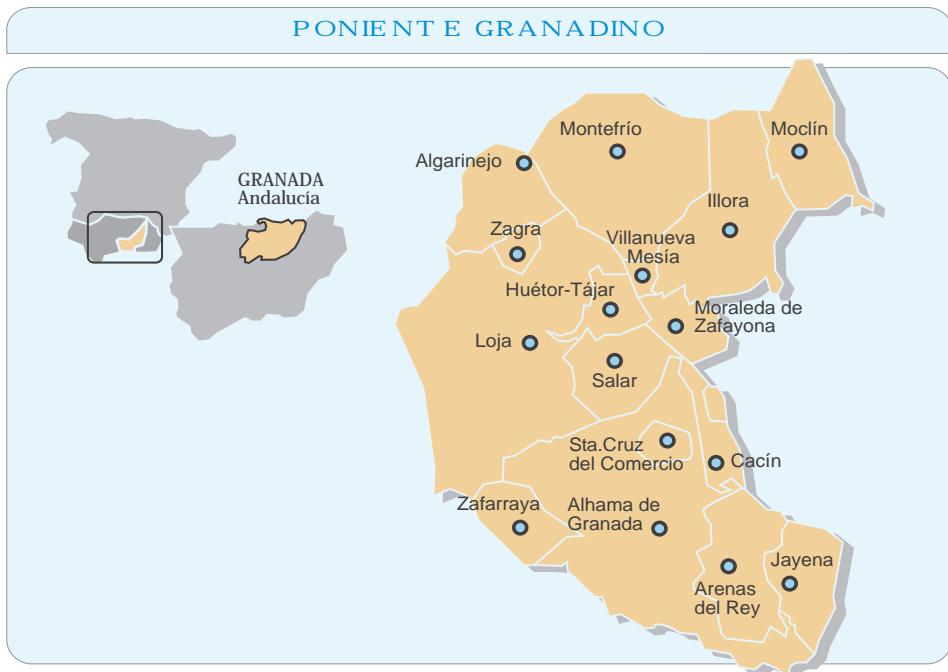 PONIENTE GRANADINO
GRANADA
Andalucía
Montefrío
Moclín
Algarinejo
Illora
Zagra
Villanueva
Mesía
Huétor-Tájar
Moraleda de
Zafayona
Loja
Salar
Sta.Cruz
del Comercio
Cacín
Zafarraya
Alhama de
Granada
Jayena
Arenas
del Rey